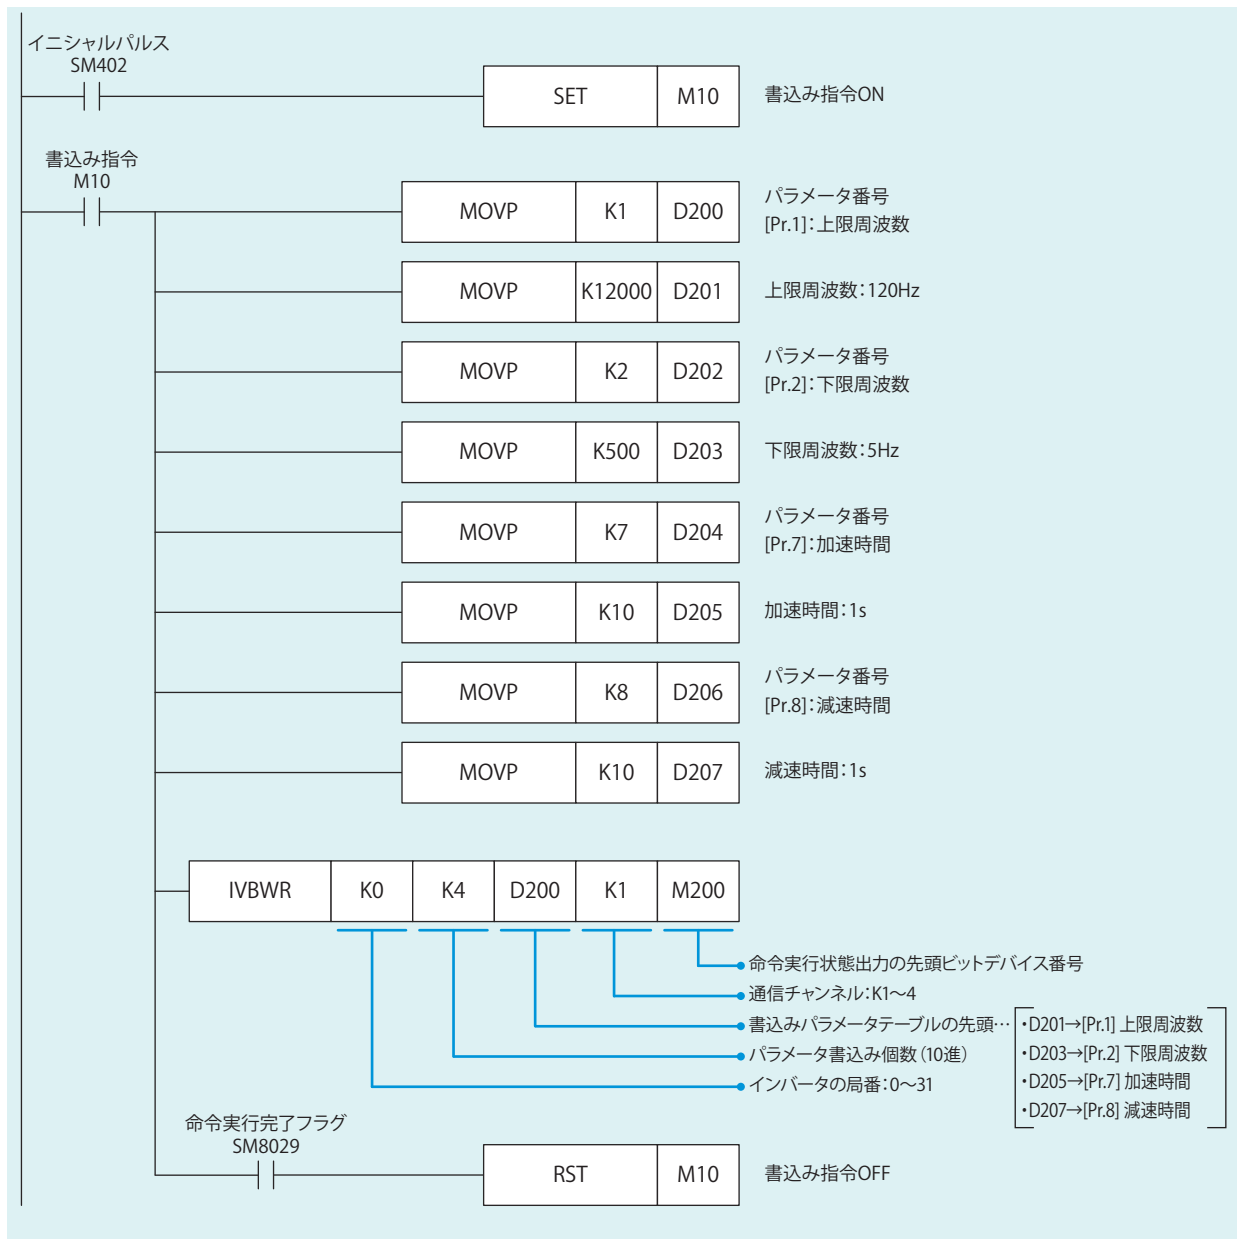 イニシャルパルス
SM402
SET M10 書込み指令ON
書込み指令
M10
MOVP K1 D200 パラメータ番号
[Pr.1]：上限周波数
MOVP K12000 D201 上限周波数：120Hz
MOVP K2 D202 パラメータ番号
[Pr.2]：下限周波数
MOVP K500 D203 下限周波数：5Hz
MOVP K7 D204 パラメータ番号
[Pr.7]：加速時間
MOVP K10 D205 加速時間：1s
MOVP K8 D206 パラメータ番号
[Pr.8]：減速時間
MOVP K10 D207 減速時間：1s
IVBWR K0 K4 D200 K1 M200
命令実行状態出力の先頭ビットデバイス番号
通信チャンネル：K1～4
書込みパラメータテーブルの先頭… ・D201→[Pr.1] 上限周波数
・D203→[Pr.2] 下限周波数
・D205→[Pr.7] 加速時間
・D207→[Pr.8] 減速時間
パラメータ書込み個数（10進）
インバータの局番：0～31
命令実行完了フラグ
SM8029
RST M10 書込み指令OFF